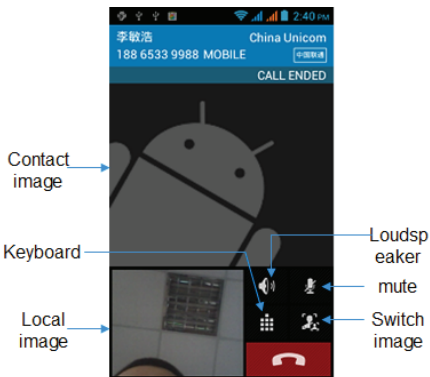 2:40 PM
李敏浩
China Unicom
188 6533 9988 MOBILE
中国联通
CALL ENDED
Contact
image
Keyboard
Local
image
Loudsp
eaker
mute
Switch
image